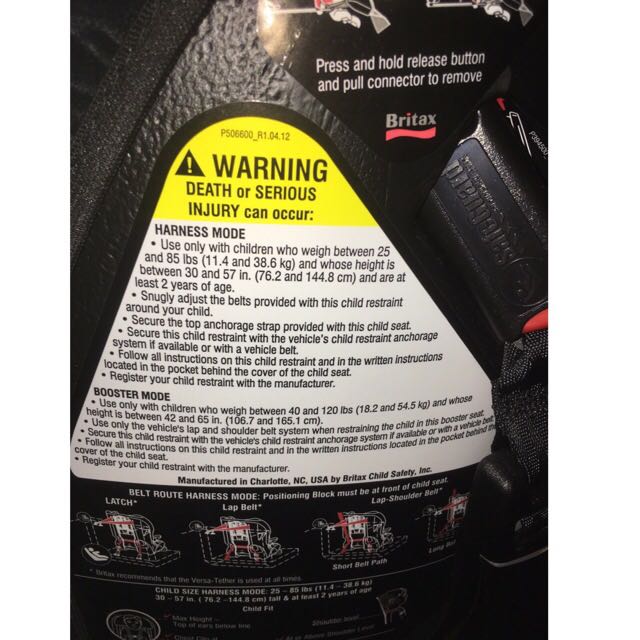 Press and hold release button
and pull connector to remove
Britax
P506600_R1.04.12
WARNING
DEATH or SERIOUS
INJURY can occur:
HARNESS MODE
• Use only with children who weigh between 25
and 85 lbs (11.4 and 38.6 kg) and whose height is
between 30 and 57 in. (76.2 and 144.8 cm) and are at
least 2 years of age.
• Snugly adjust the belts provided with this child restraint
around your child.
• Secure the top anchorage strap provided with this child seat.
• Secure this child restraint with the vehicle's child restraint anchorage
system if available or with a vehicle belt.
• Follow all instructions on this child restraint and in the written instructions
located in the pocket behind the cover of the child seat.
• Register your child restraint with the manufacturer.
BOOSTER MODE
• Use only with children who weigh between 40 and 120 lbs (18.2 and 54.5 kg) and whose
height is between 42 and 65 in. (106.7 and 165.1 cm).
• Use only the vehicle's lap and shoulder belt system when restraining the child in this booster seat.
• Secure this child restraint with the vehicle's child restraint anchorage system if available or with a vehicle belt.
• Follow all instructions on this child restraint and in the written instructions located in the pocket behind the
cover of the child seat.
• Register your child restraint with the manufacturer.
Manufactured in Charlotte, NC, USA by Britax Child Safety, Inc.
BELT ROUTE HARNESS MODE: Positioning Block must be at front of child seat.
LATCH*
Lap Belt*
Lap-Shoulder Belt*
Short Belt Path
Long
* Britax recommends that the Versa-Tether is used at all times.
CHILD SIZE HARNESS MODE: 25 - 85 lbs (11.4 - 38.6 kg)
30 - 57 in. (76.2 -144.8 cm) tall & at least 2 years of age
Child Fit
Max Height -
Top of ears below line
Shoulder level
At or Above Shoulder Level
Chest Clip at